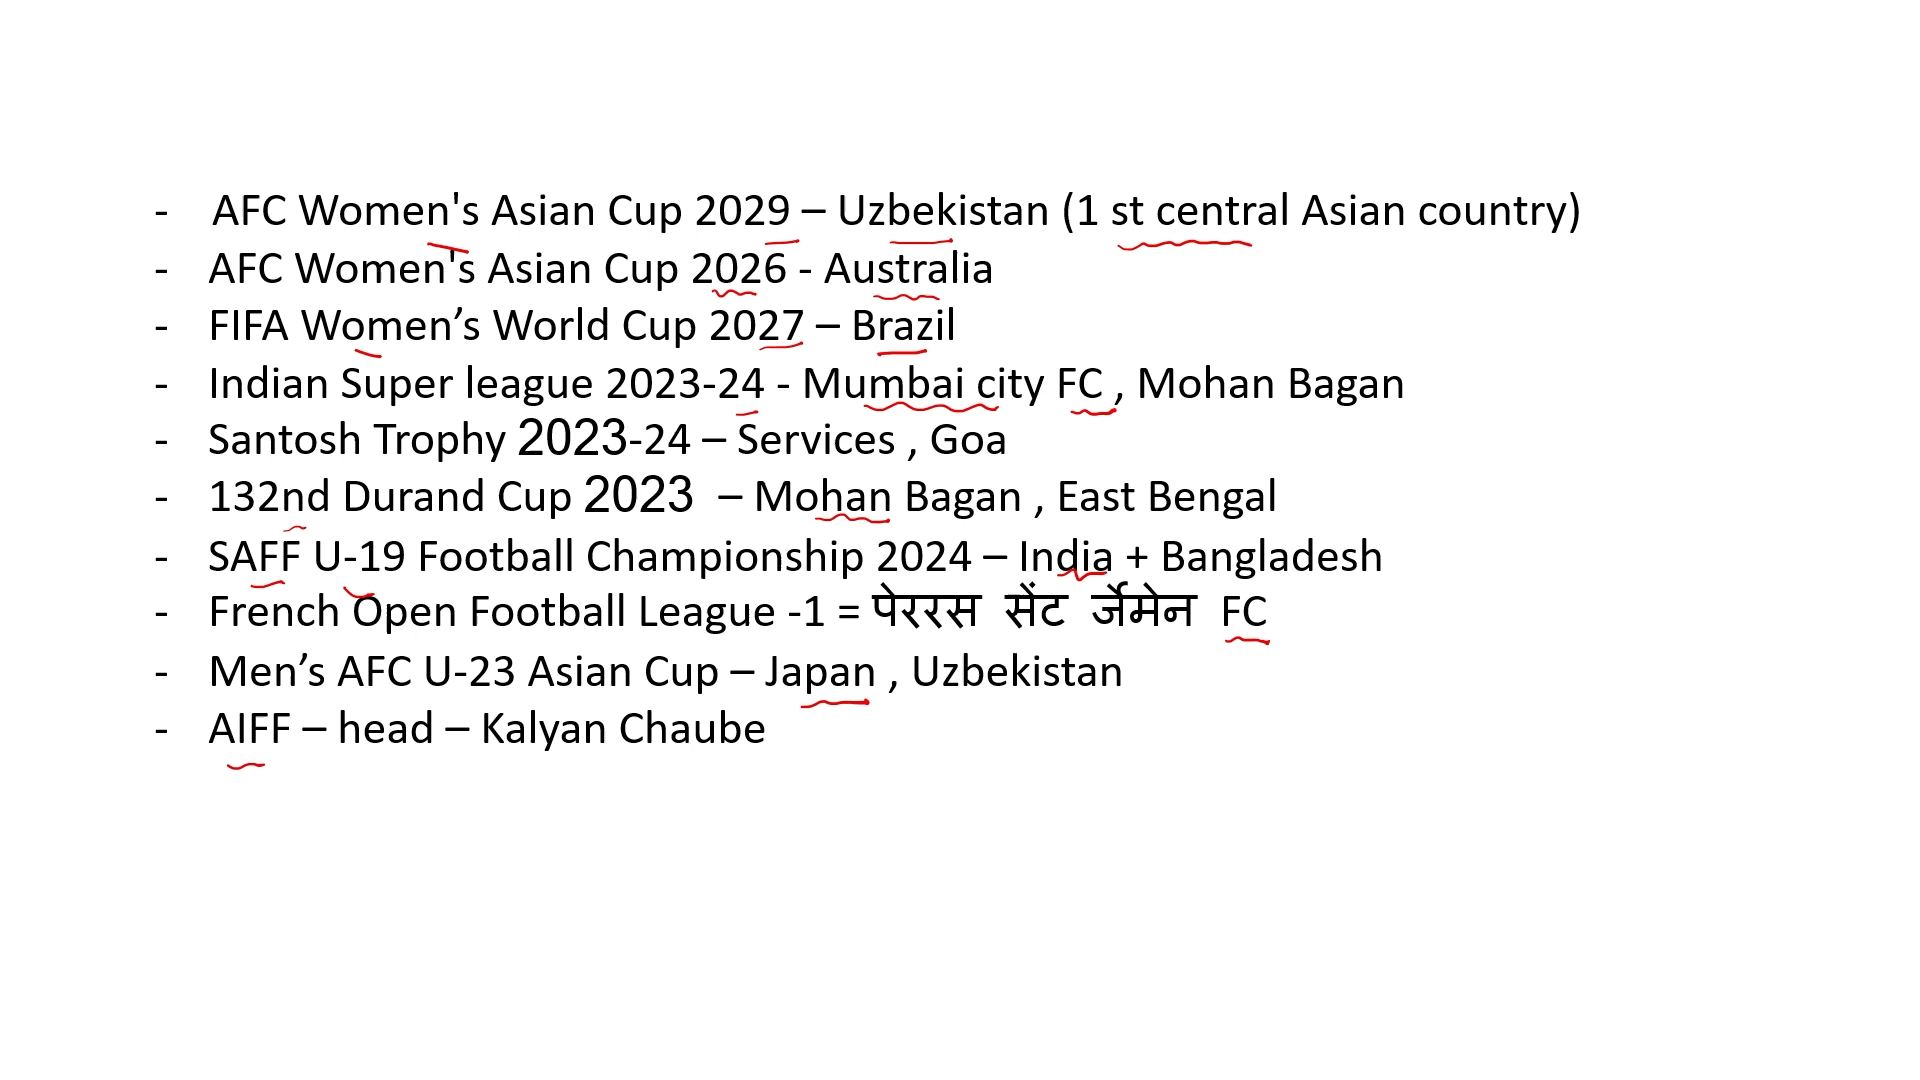 - AFC Women's Asian Cup 2029 – Uzbekistan (1 st central Asian country)
- AFC Women's Asian Cup 2026 - Australia
- FIFA Women’s World Cup 2027 – Brazil
- Indian Super league 2023-24 - Mumbai city FC , Mohan Bagan
- Santosh Trophy 2023-24 – Services , Goa
- 132nd Durand Cup 2023 – Mohan Bagan , East Bengal
- SAFF U-19 Football Championship 2024 – India + Bangladesh
- French Open Football League -1 = पेररस सेंट जेंमेन FC
- Men’s AFC U-23 Asian Cup – Japan , Uzbekistan
- AIFF – head – Kalyan Chaube